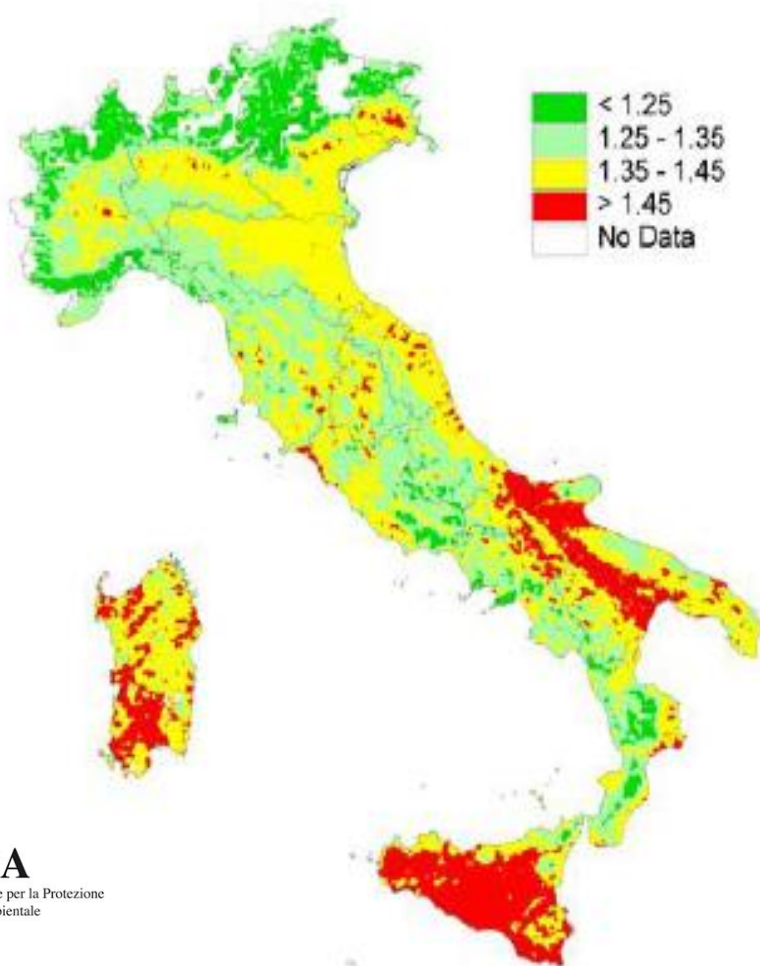 < 1.25
1.25 - 1.35
1.35 - 1.45
> 1.45
No Data
A
e per la Protezione
bientale